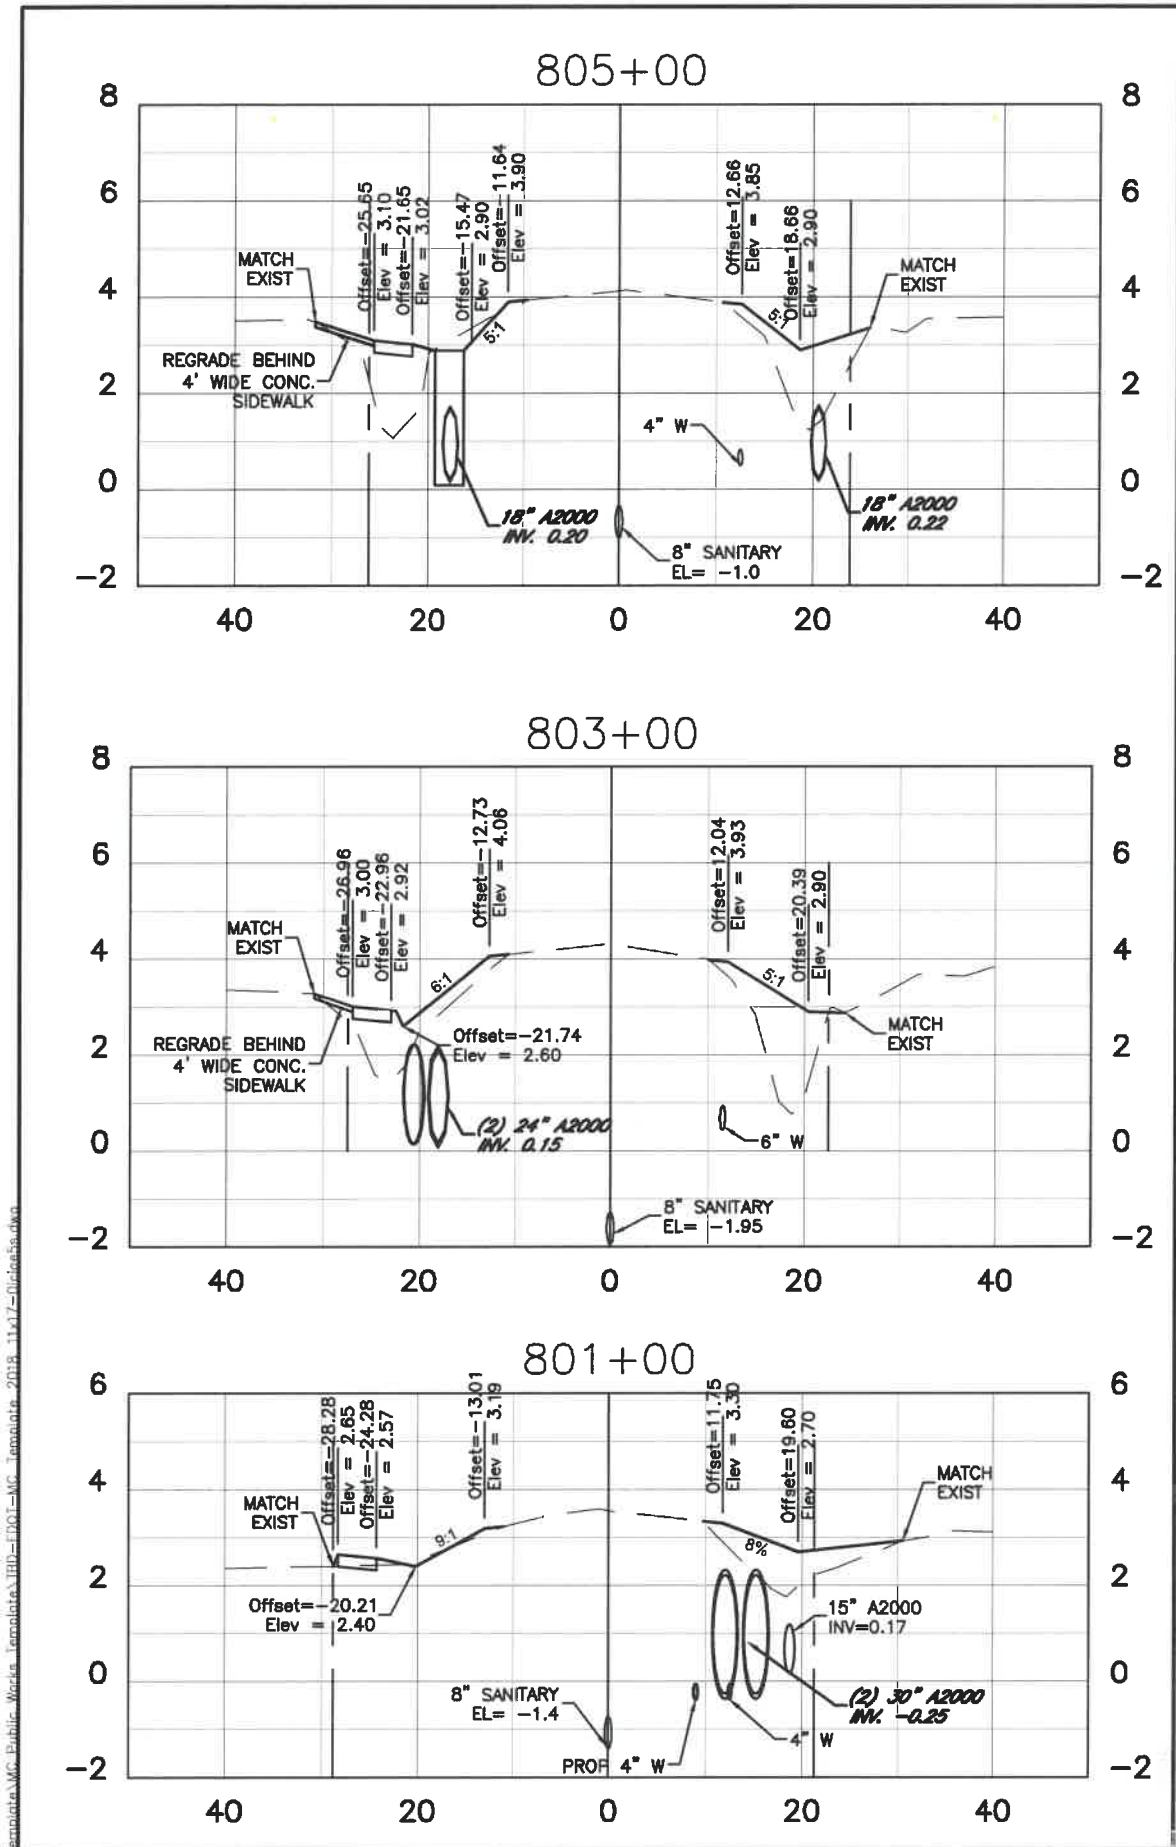 805+00
8
8
6
6
4
4
2
2
0
0
-2
-2
Offset=-25.65
Elev = 3.10
Offset=-21.65
Elev = 3.02
Offset=-15.47
Elev = 2.90
Offset=-11.64
Elev = 3.90
Offset=12.66
Elev = 3.85
Offset=18.66
Elev = 2.90
MATCH
EXIST
MATCH
EXIST
5:1
5:1
REGRADE BEHIND
4' WIDE CONC.
SIDEWALK
4" W
18" A2000
INV. 0.20
18" A2000
INV. 0.22
8" SANITARY
EL= -1.0
40
20
0
20
40
803+00
8
8
6
6
4
4
2
2
0
0
-2
-2
Offset=-26.96
Elev = 3.00
Offset=-22.96
Elev = 2.92
Offset=-12.73
Elev = 4.06
Offset=12.04
Elev = 3.93
Offset=20.39
Elev = 2.90
MATCH
EXIST
6:1
5:1
Offset=-21.74
Elev = 2.60
MATCH
EXIST
REGRADE BEHIND
4' WIDE CONC.
SIDEWALK
(2) 24" A2000
INV. 0.15
6" W
8" SANITARY
EL= -1.95
40
20
0
20
40
801+00
6
6
4
4
2
2
0
0
-2
-2
Offset=-28.28
Elev = 2.65
Offset=-24.28
Elev = 2.57
Offset=-13.01
Elev = 3.19
Offset=11.75
Elev = 3.30
Offset=19.60
Elev = 2.70
MATCH
EXIST
MATCH
EXIST
9:1
8%
Offset=-20.21
Elev = 2.40
15" A2000
INV=0.17
8" SANITARY
EL= -1.4
(2) 30" A2000
INV. -0.25
4" W
PROP 4" W
40
20
0
20
40